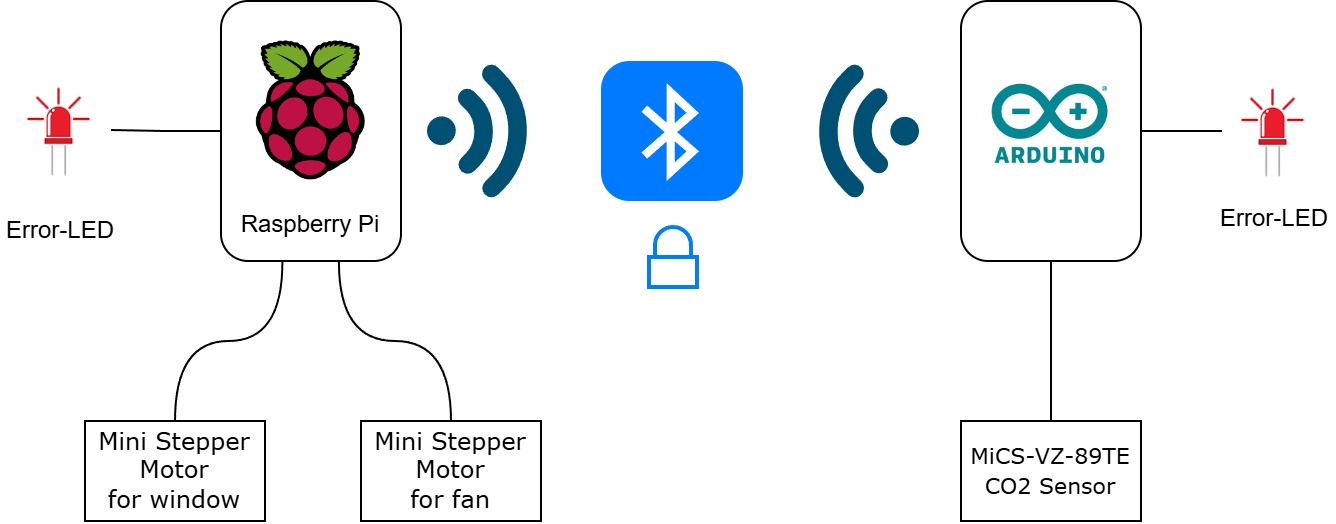 ARDUINO
Raspberry Pi
Error-LED
Error-LED
Mini Stepper
Motor
for window
Mini Stepper
Motor
for fan
MiCS-VZ-89TE
CO2 Sensor